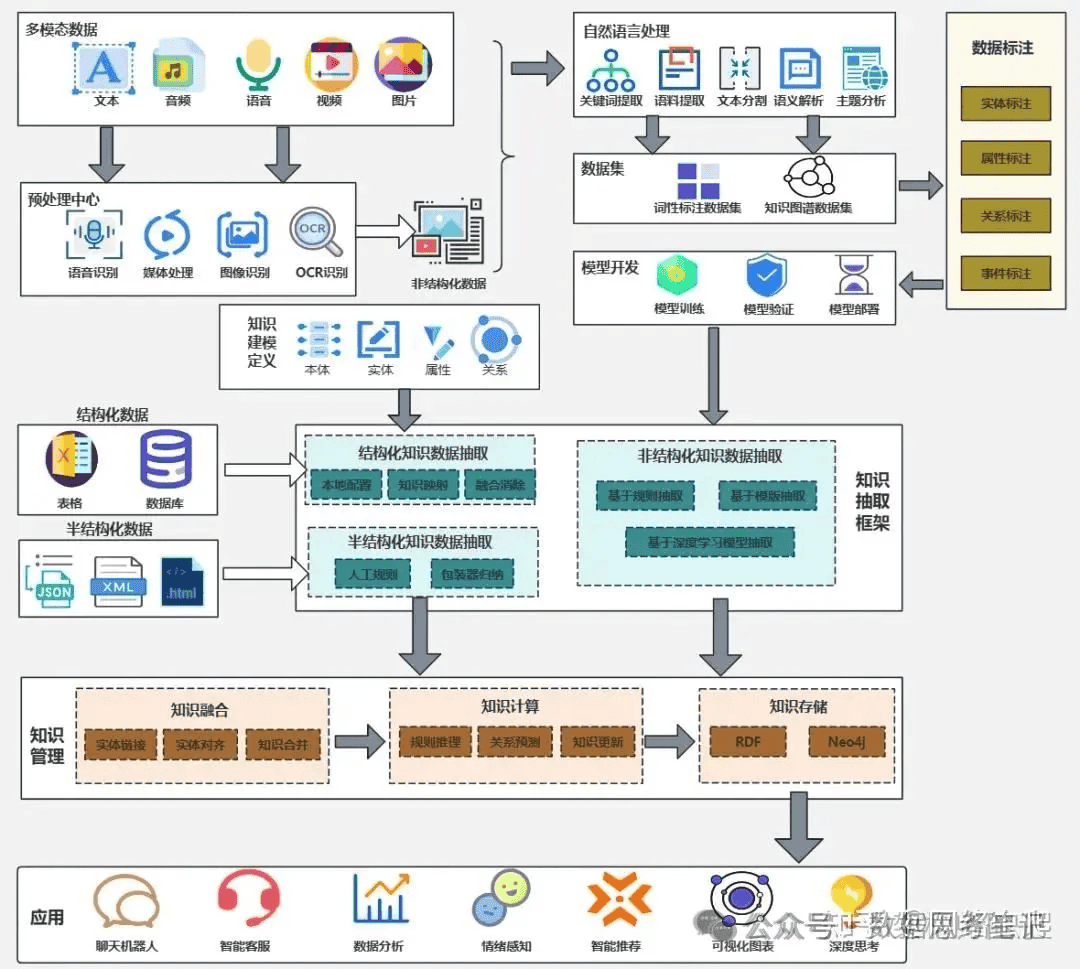 多模态数据
文本
音频
语音
视频
图片
预处理中心
语音识别
媒体处理
图像识别
OCR
OCR识别
非结构化数据
自然语言处理
关键词提取
语料提取
文本分割
语义解析
主题分析
数据集
词性标注数据集
知识图谱数据集
模型开发
模型训练
模型验证
模型部署
数据标注
实体标注
属性标注
关系标注
事件标注
知识
建模
定义
本体
实体
属性
关系
结构化数据
表格
数据库
半结构化数据
JSON
XML
</>
.html
结构化知识数据抽取
本地配置
知识映射
融合消除
半结构化知识数据抽取
人工规则
包装器归纳
非结构化知识数据抽取
基于规则抽取
基于模版抽取
基于深度学习模型抽取
知识
抽取
框架
知识
管理
知识融合
实体链接
实体对齐
知识合并
知识计算
规则推理
关系预测
知识更新
知识存储
RDF
Neo4j
应用
聊天机器人
智能客服
数据分析
情绪感知
智能推荐
可视化图表
深度思考
公众号·数据网考笔记